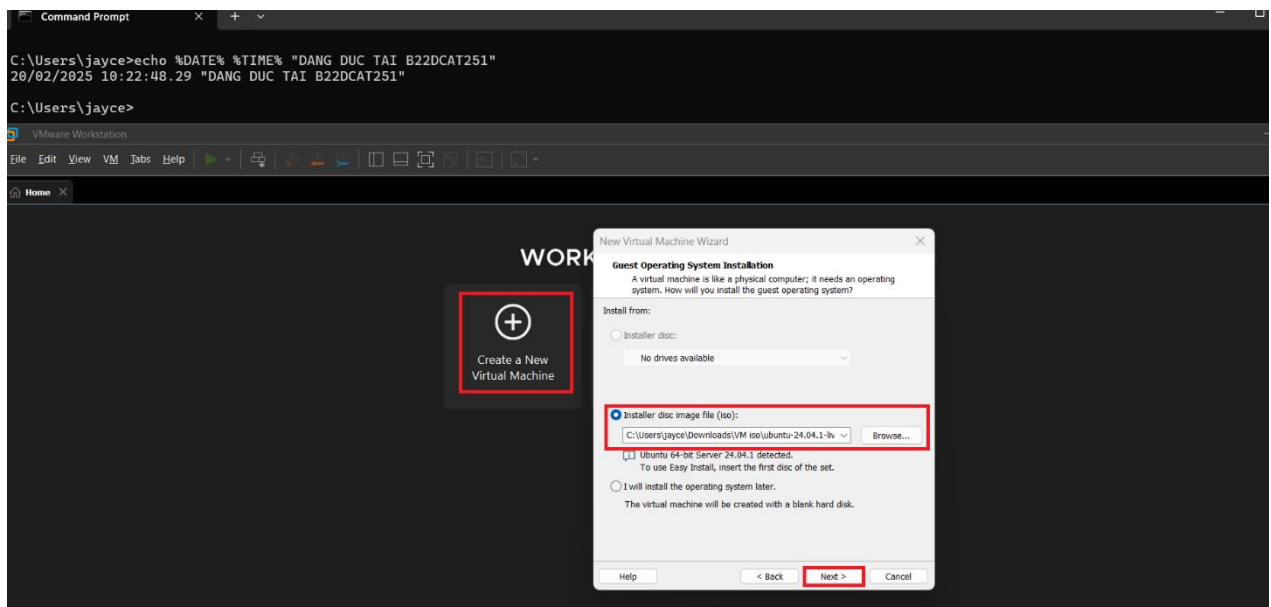 Command Prompt
C:\Users\jayce>echo %DATE% %TIME% "DANG DUC TAI B22DCAT251"
20/02/2025 10:22:48.29 "DANG DUC TAI B22DCAT251"
C:\Users\jayce>
VMware Workstation
File Edit View VM Tabs Help
Home
WORK
Create a New
Virtual Machine
New Virtual Machine Wizard
Guest Operating System Installation
A virtual machine is like a physical computer; it needs an operating
system. How will you install the guest operating system?
Install from:
Installer disc:
No drives available
Installer disc image file (iso):
C:\Users\jayce\Downloads\VM iso\ubuntu-24.04.1-liv Browse...
Ubuntu 64-bit Server 24.04.1 detected.
To use Easy Install, insert the first disc of the set.
I will install the operating system later.
The virtual machine will be created with a blank hard disk.
Help < Back Next > Cancel